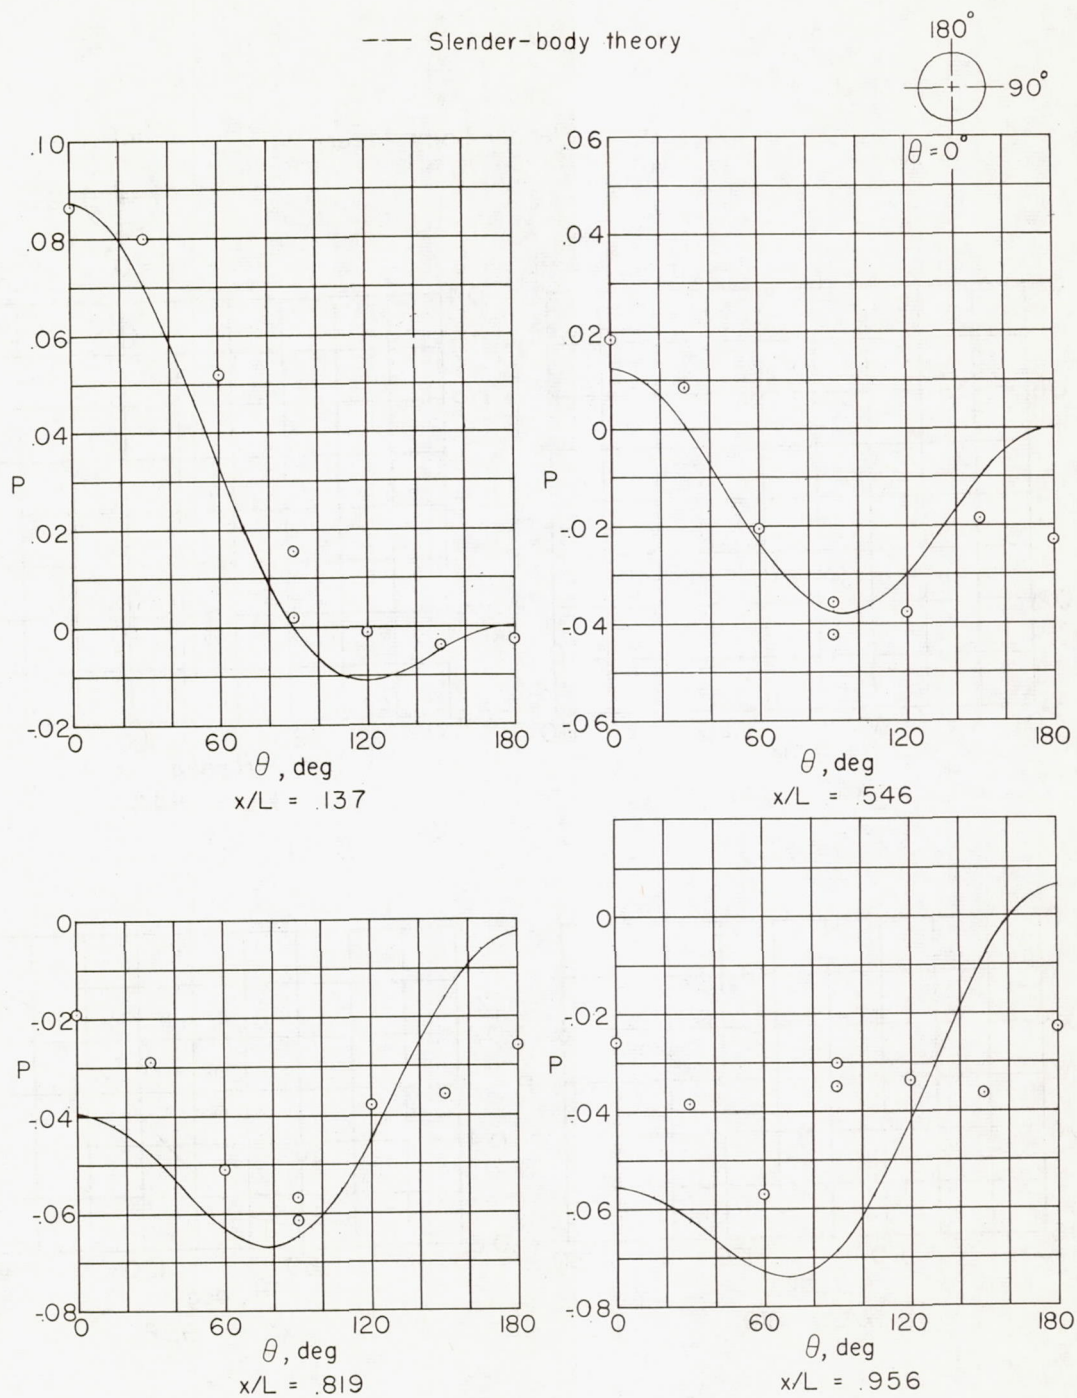 Slender-body theory
180°
90°
θ = 0°
.10
.08
.06
.04
.02
0
-.02
P
0 60 120 180
θ, deg
x/L = .137
.06
.04
.02
0
-.02
-.04
-.06
P
0 60 120 180
θ, deg
x/L = .546
0
-.02
-.04
-.06
-.08
P
0 60 120 180
θ, deg
x/L = .819
0
-.02
-.04
-.06
-.08
P
0 60 120 180
θ, deg
x/L = .956